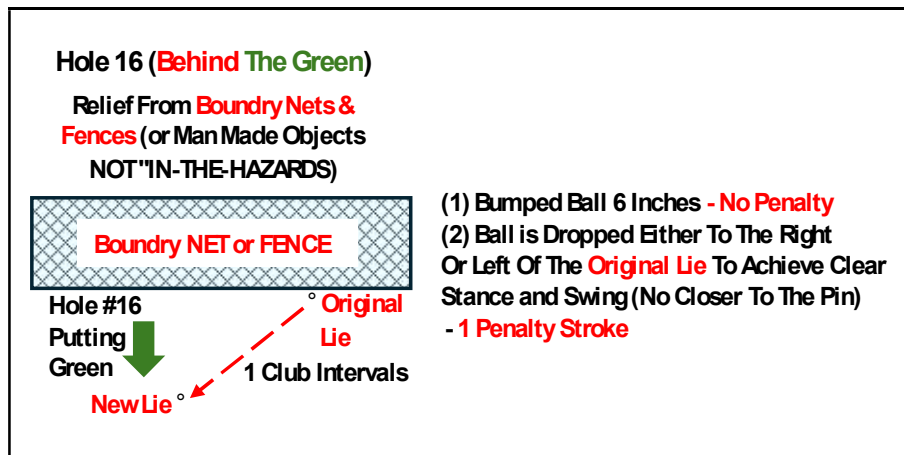 Hole 16 (Behind The Green)
Relief From Boundry Nets &
Fences (or Man Made Objects
NOT "IN-THE-HAZARDS)
Boundry NET or FENCE
Hole #16
Putting
Green
° Original
Lie
1 Club Intervals
New Lie °
(1) Bumped Ball 6 Inches - No Penalty
(2) Ball is Dropped Either To The Right
Or Left Of The Original Lie To Achieve Clear
Stance and Swing (No Closer To The Pin)
- 1 Penalty Stroke